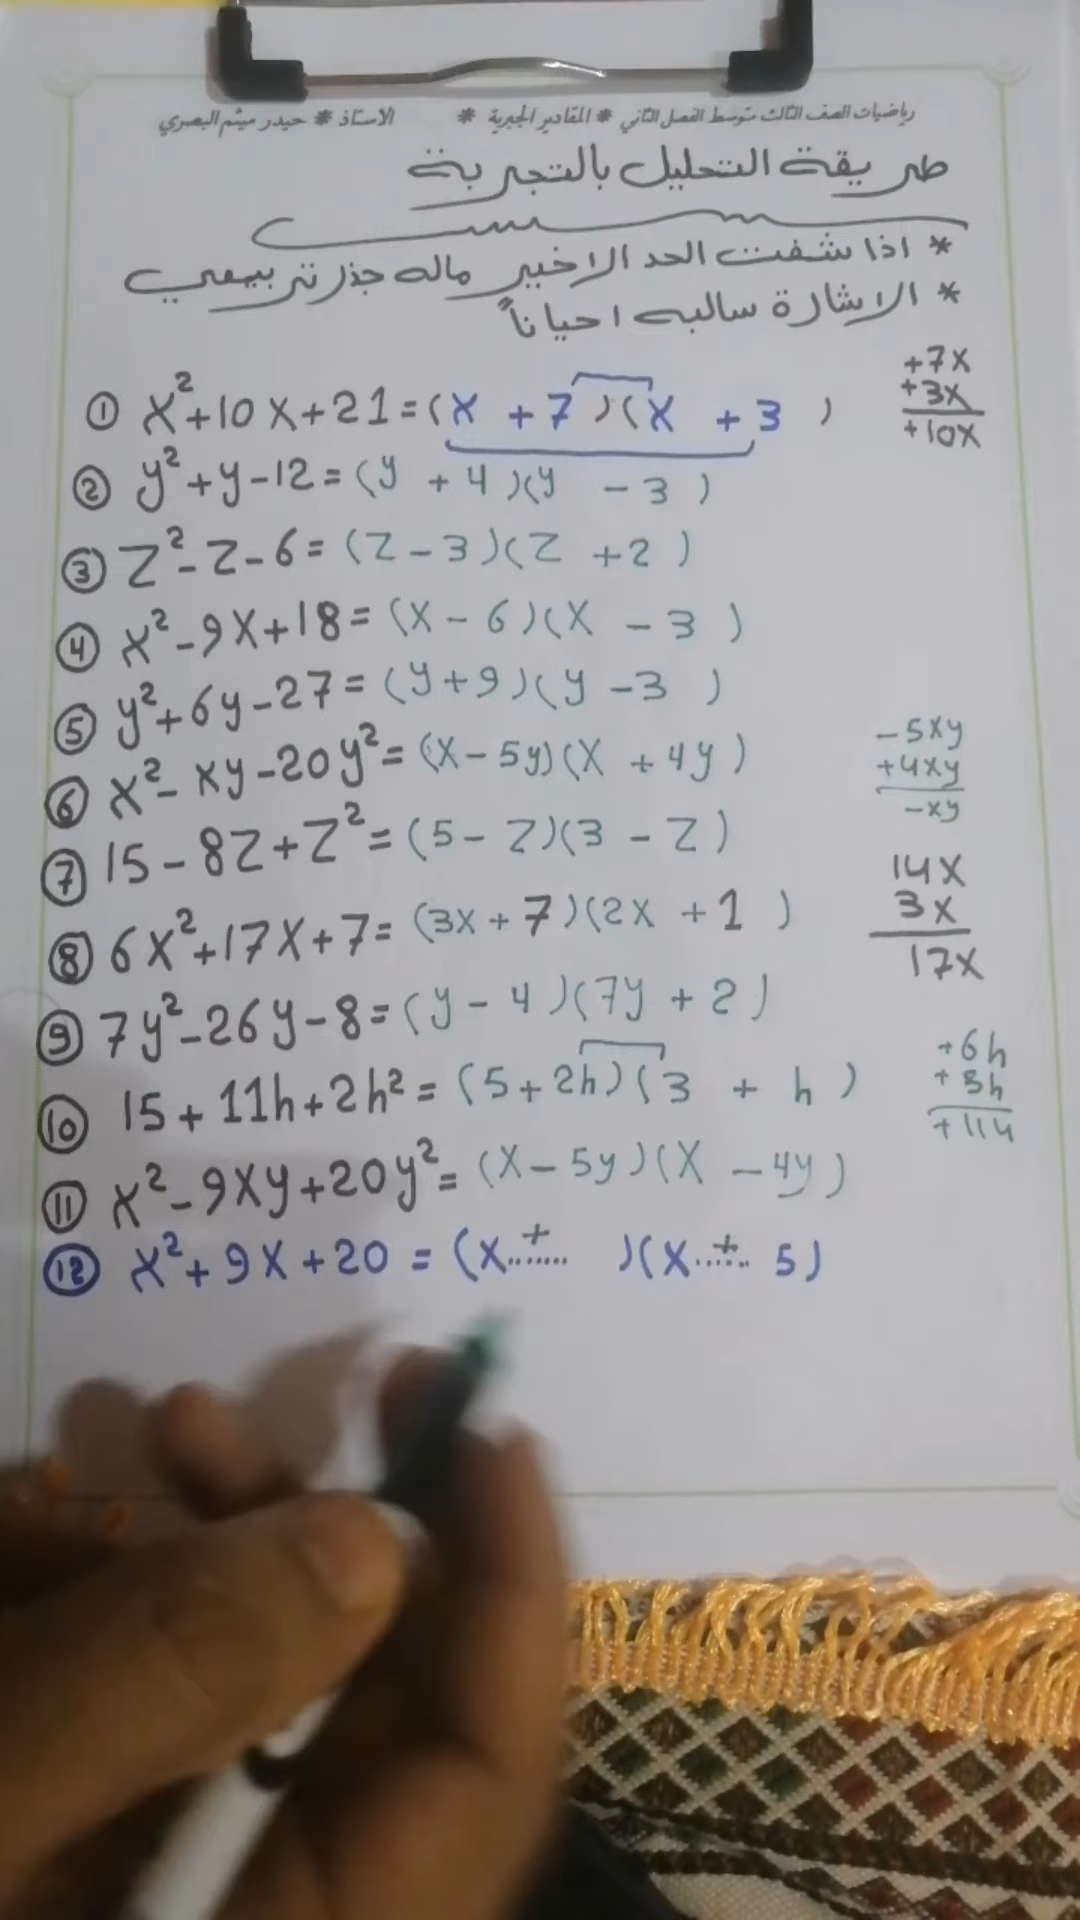 رياضيات الصف الثالث متوسط الفصل الثاني * المقادير الجبرية * الاستاذ * حيدر ميثم البصري
طريقة التحليل بالتجربة
* اذا شفت الحد الاخير ماله جذر تربيعي
* الاشارة سالبه احياناً
① x²+10x+21=(x +7)(x +3)
+7x
+3x
+10x
② y²+y-12=(y +4)(y -3)
③ z²-z-6=(z-3)(z +2)
④ x²-9x+18=(x-6)(x -3)
⑤ y²+6y-27=(y+9)(y-3)
⑥ x²-xy-20y²=(x-5y)(x +4y)
-5xy
+4xy
-xy
⑦ 15-8z+z²=(5-z)(3-z)
⑧ 6x²+17x+7=(3x+7)(2x+1)
14x
3x
17x
⑨ 7y²-26y-8=(y-4)(7y+2)
⑩ 15+11h+2h²=(5+2h)(3 + h)
+6h
+5h
+11h
⑪ x²-9xy+20y²=(x-5y)(x -4y)
⑫ x²+9x+20=(x..+.. )(x..+.. 5)